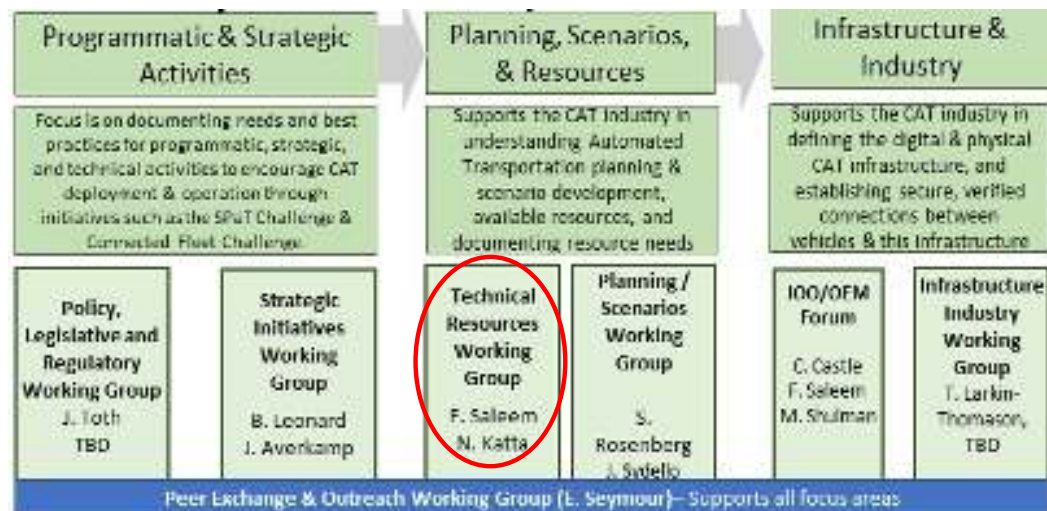 Programmatic & Strategic
Activities
Focus is on documenting needs and best
practices for programmatic, strategic,
and technical activities to encourage CAT
deployment & operation through
initiatives such as the SPaT Challenge &
Connected Fleet Challenge
Policy,
Legislative and
Regulatory
Working Group
J. Toth
TBD
Strategic
Initiatives
Working
Group
B. Leonard
J. Averkamp
Planning, Scenarios,
& Resources
Supports the CAT industry in
understanding Automated
Transportation planning &
scenario development,
available resources, and
documenting resource needs
Technical
Resources
Working
Group
F. Saleem
N. Katta
Planning /
Scenarios
Working
Group
S.
Rosenberg
J. Sydello
Infrastructure &
Industry
Supports the CAT industry in
defining the digital & physical
CAT infrastructure, and
establishing secure, verified
connections between
vehicles & this infrastructure
IOO/OEM
Forum
C. Castle
F. Saleem
M. Shulman
Infrastructure
Industry
Working
Group
T. Larkin-
Thomason,
TBD
Peer Exchange & Outreach Working Group (E. Seymour)– Supports all focus areas